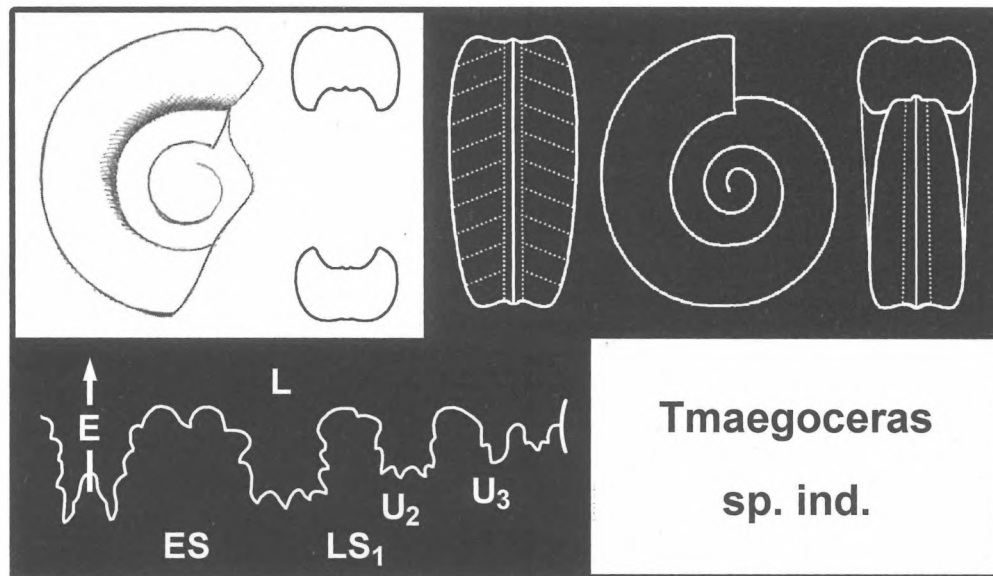 L
E
U₂
U₃
ES
LS₁
Tmaegoceras
sp. ind.